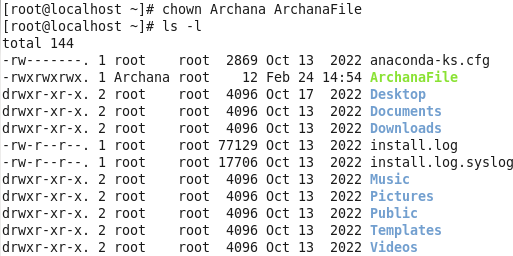 [root@localhost ~]# chown Archana ArchanaFile
[root@localhost ~]# ls -l
total 144
-rw-------. 1 root    root  2869 Oct 13  2022 anaconda-ks.cfg
-rwxrwxrwx. 1 Archana root    12 Feb 24 14:54 ArchanaFile
drwxr-xr-x. 2 root    root  4096 Oct 17  2022 Desktop
drwxr-xr-x. 2 root    root  4096 Oct 13  2022 Documents
drwxr-xr-x. 2 root    root  4096 Oct 13  2022 Downloads
-rw-r--r--. 1 root    root 77129 Oct 13  2022 install.log
-rw-r--r--. 1 root    root 17706 Oct 13  2022 install.log.syslog
drwxr-xr-x. 2 root    root  4096 Oct 13  2022 Music
drwxr-xr-x. 2 root    root  4096 Oct 13  2022 Pictures
drwxr-xr-x. 2 root    root  4096 Oct 13  2022 Public
drwxr-xr-x. 2 root    root  4096 Oct 13  2022 Templates
drwxr-xr-x. 2 root    root  4096 Oct 13  2022 Videos